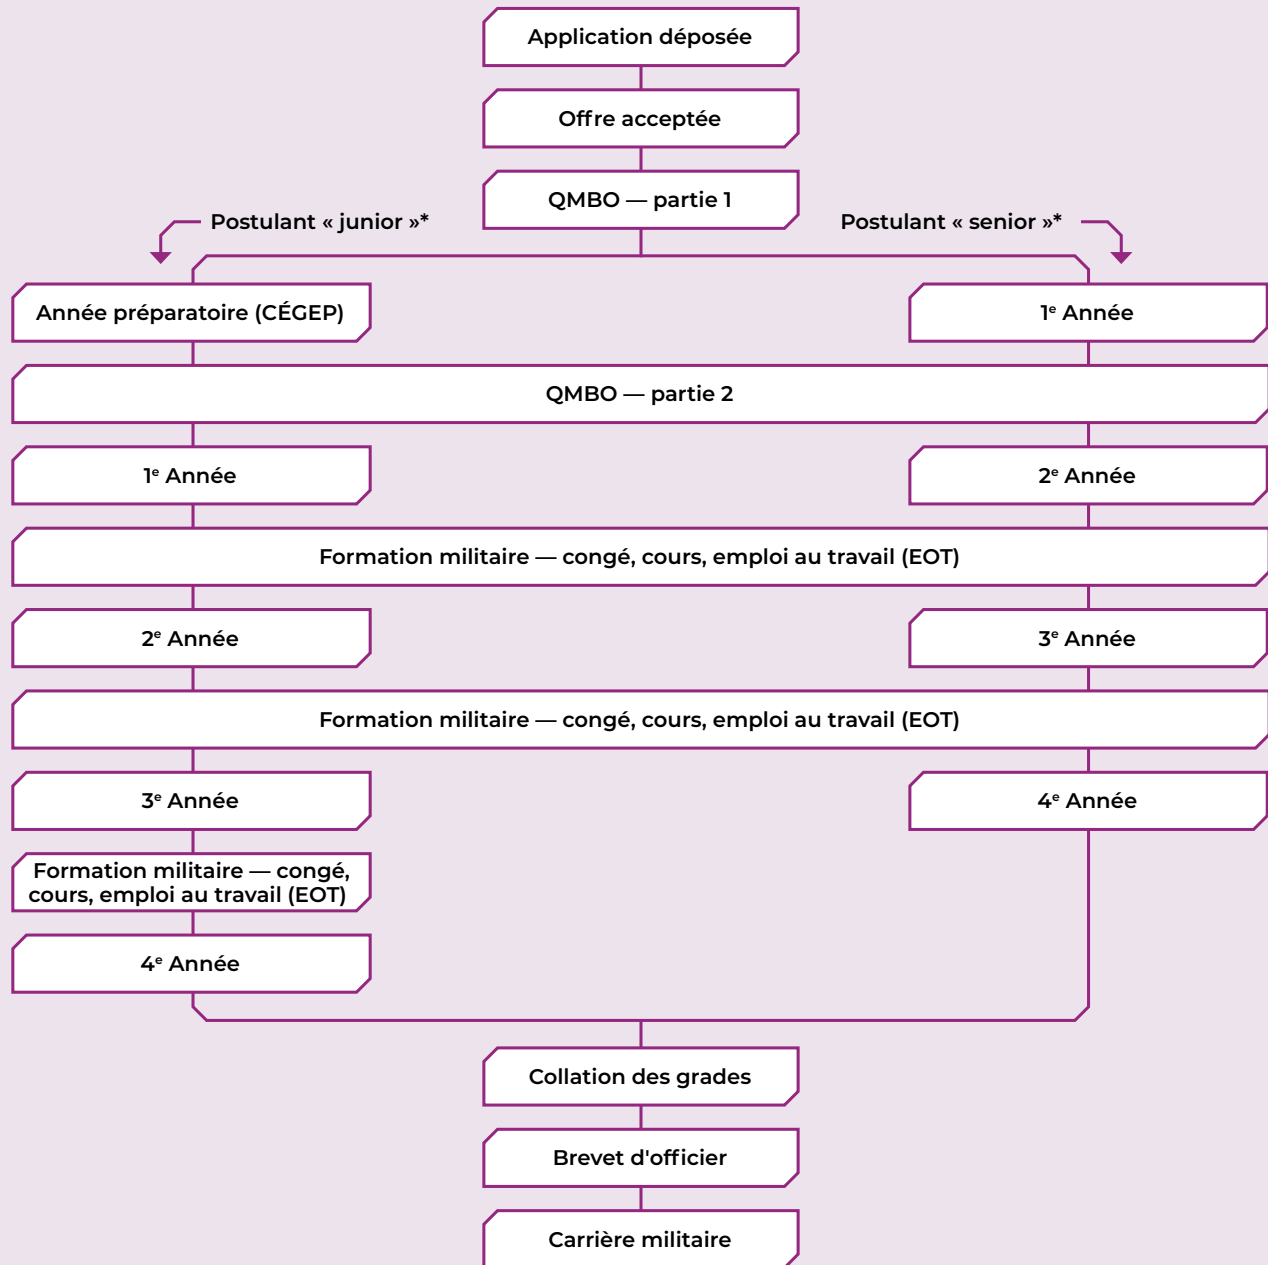 Application déposée
Offre acceptée
QMBO — partie 1
Postulant « junior »*
Postulant « senior »*
Année préparatoire (CÉGEP)
1e Année
QMBO — partie 2
1e Année
2e Année
Formation militaire — congé, cours, emploi au travail (EOT)
2e Année
3e Année
Formation militaire — congé, cours, emploi au travail (EOT)
3e Année
4e Année
Formation militaire — congé,
cours, emploi au travail (EOT)
4e Année
Collation des grades
Brevet d'officier
Carrière militaire